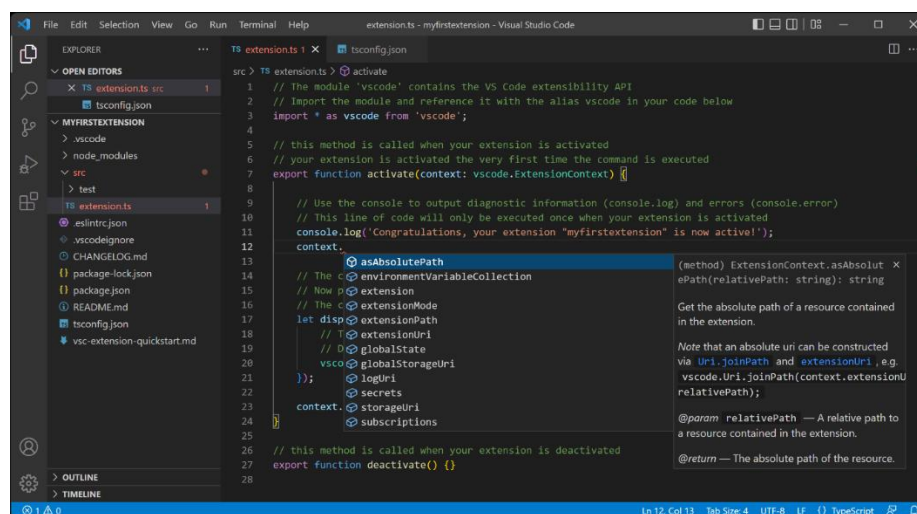 File Edit Selection View Go Run Terminal Help
extension.ts - myfirstextension - Visual Studio Code
EXPLORER
OPEN EDITORS
TS extension.ts src 1
tsconfig.json
MYFIRSTEXTENSION
.vscode
node_modules
src
test
TS extension.ts 1
.eslintrc.json
.vscodeignore
CHANGELOG.md
{} package-lock.json
{} package.json
README.md
tsconfig.json
vsc-extension-quickstart.md
OUTLINE
TIMELINE
TS extension.ts 1
tsconfig.json
src > TS extension.ts > activate
1 // The module 'vscode' contains the VS Code extensibility API
2 // Import the module and reference it with the alias vscode in your code below
3 import * as vscode from 'vscode';
4
5 // this method is called when your extension is activated
6 // your extension is activated the very first time the command is executed
7 export function activate(context: vscode.ExtensionContext) {
8
9 // Use the console to output diagnostic information (console.log) and errors (console.error)
10 // This line of code will only be executed once when your extension is activated
11 console.log('Congratulations, your extension "myfirstextension" is now active!');
12 context.
13
14 // The c
15 // Now p
16 // The c
17 let disp
18 // T
19 // D
20 vsco
21 });
22
23 context.
24 }
25
26 // this method is called when your extension is deactivated
27 export function deactivate() {}
28
asAbsolutePath
environmentVariableCollection
extension
extensionMode
extensionPath
extensionUri
globalState
globalStorageUri
logUri
secrets
storageUri
subscriptions
(method) ExtensionContext.asAbsolut
ePath(relativePath: string): string
Get the absolute path of a resource contained
in the extension.
Note that an absolute uri can be constructed
via Uri.joinPath and extensionUri, e.g.
vscode.Uri.joinPath(context.extensionU
relativePath);
@param relativePath — A relative path to
a resource contained in the extension.
@return — The absolute path of the resource.
1 0
Ln 12, Col 13 Tab Size: 4 UTF-8 LF {} TypeScript